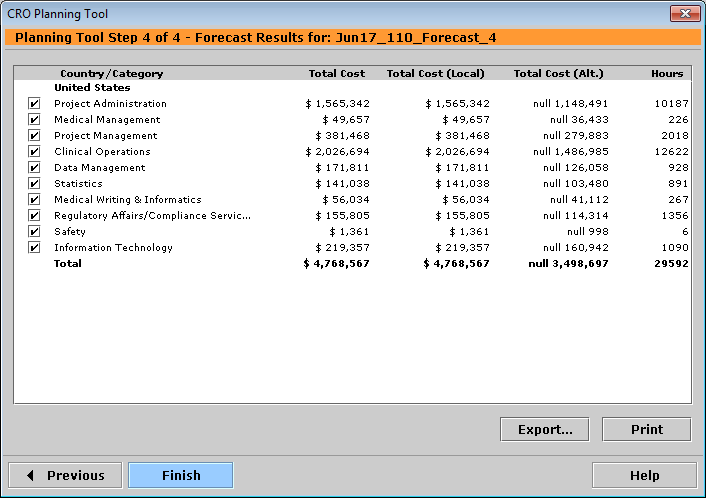 CRO Planning Tool
Planning Tool Step 4 of 4 - Forecast Results for: Jun17_110_Forecast_4
Country/Category Total Cost Total Cost (Local) Total Cost (Alt.) Hours
United States
Project Administration $ 1,565,342 $ 1,565,342 null 1,148,491 10187
Medical Management $ 49,657 $ 49,657 null 36,433 226
Project Management $ 381,468 $ 381,468 null 279,883 2018
Clinical Operations $ 2,026,694 $ 2,026,694 null 1,486,985 12622
Data Management $ 171,811 $ 171,811 null 126,058 928
Statistics $ 141,038 $ 141,038 null 103,480 891
Medical Writing & Informatics $ 56,034 $ 56,034 null 41,112 267
Regulatory Affairs/Compliance Servic... $ 155,805 $ 155,805 null 114,314 1356
Safety $ 1,361 $ 1,361 null 998 6
Information Technology $ 219,357 $ 219,357 null 160,942 1090
Total $ 4,768,567 $ 4,768,567 null 3,498,697 29592
Export... Print
Previous Finish Help